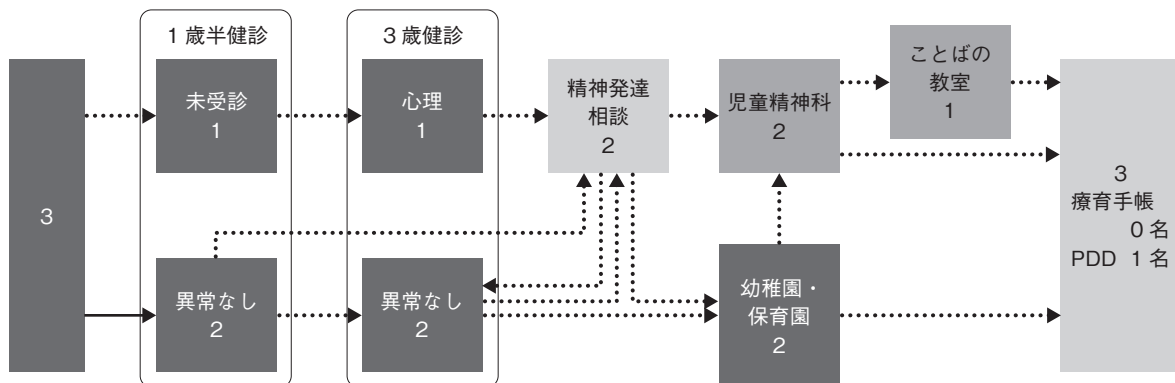 3
1歳半健診
未受診
1
異常なし
2
3歳健診
心理
1
異常なし
2
精神発達
相談
2
児童精神科
2
幼稚園・
保育園
2
ことばの
教室
1
3
療育手帳
0名
PDD 1名